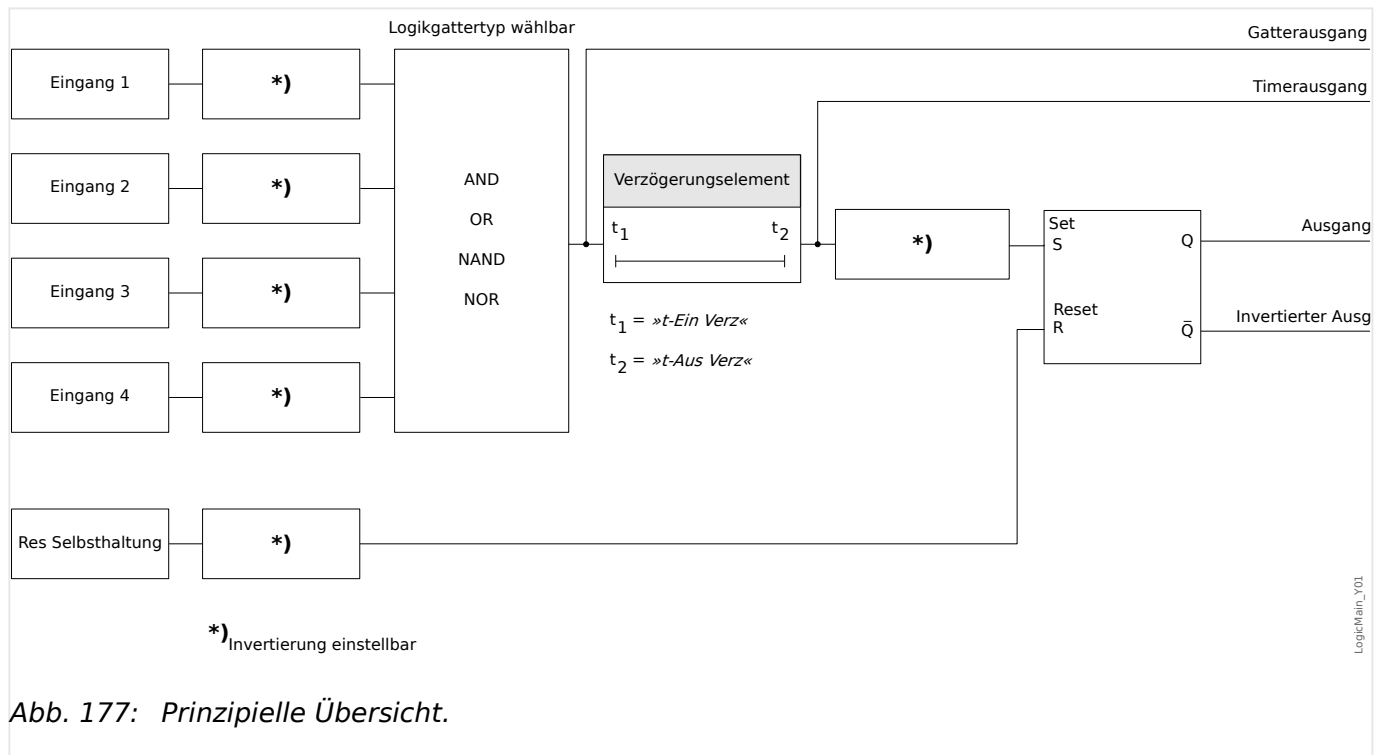 Logikgattertyp wählbar
Gatterausgang
Timerausgang
Eingang 1
*)
Eingang 2
*)
Eingang 3
*)
Eingang 4
*)
AND
OR
NAND
NOR
Verzögerungselement
t1
t2
t1 = »t-Ein Verz«
t2 = »t-Aus Verz«
*)
Set
S
Q
Reset
R
Q̅
Ausgang
Invertierter Ausg
Res Selbsthaltung
*)
*)Invertierung einstellbar
LogicMain_Y01
Abb. 177: Prinzipielle Übersicht.